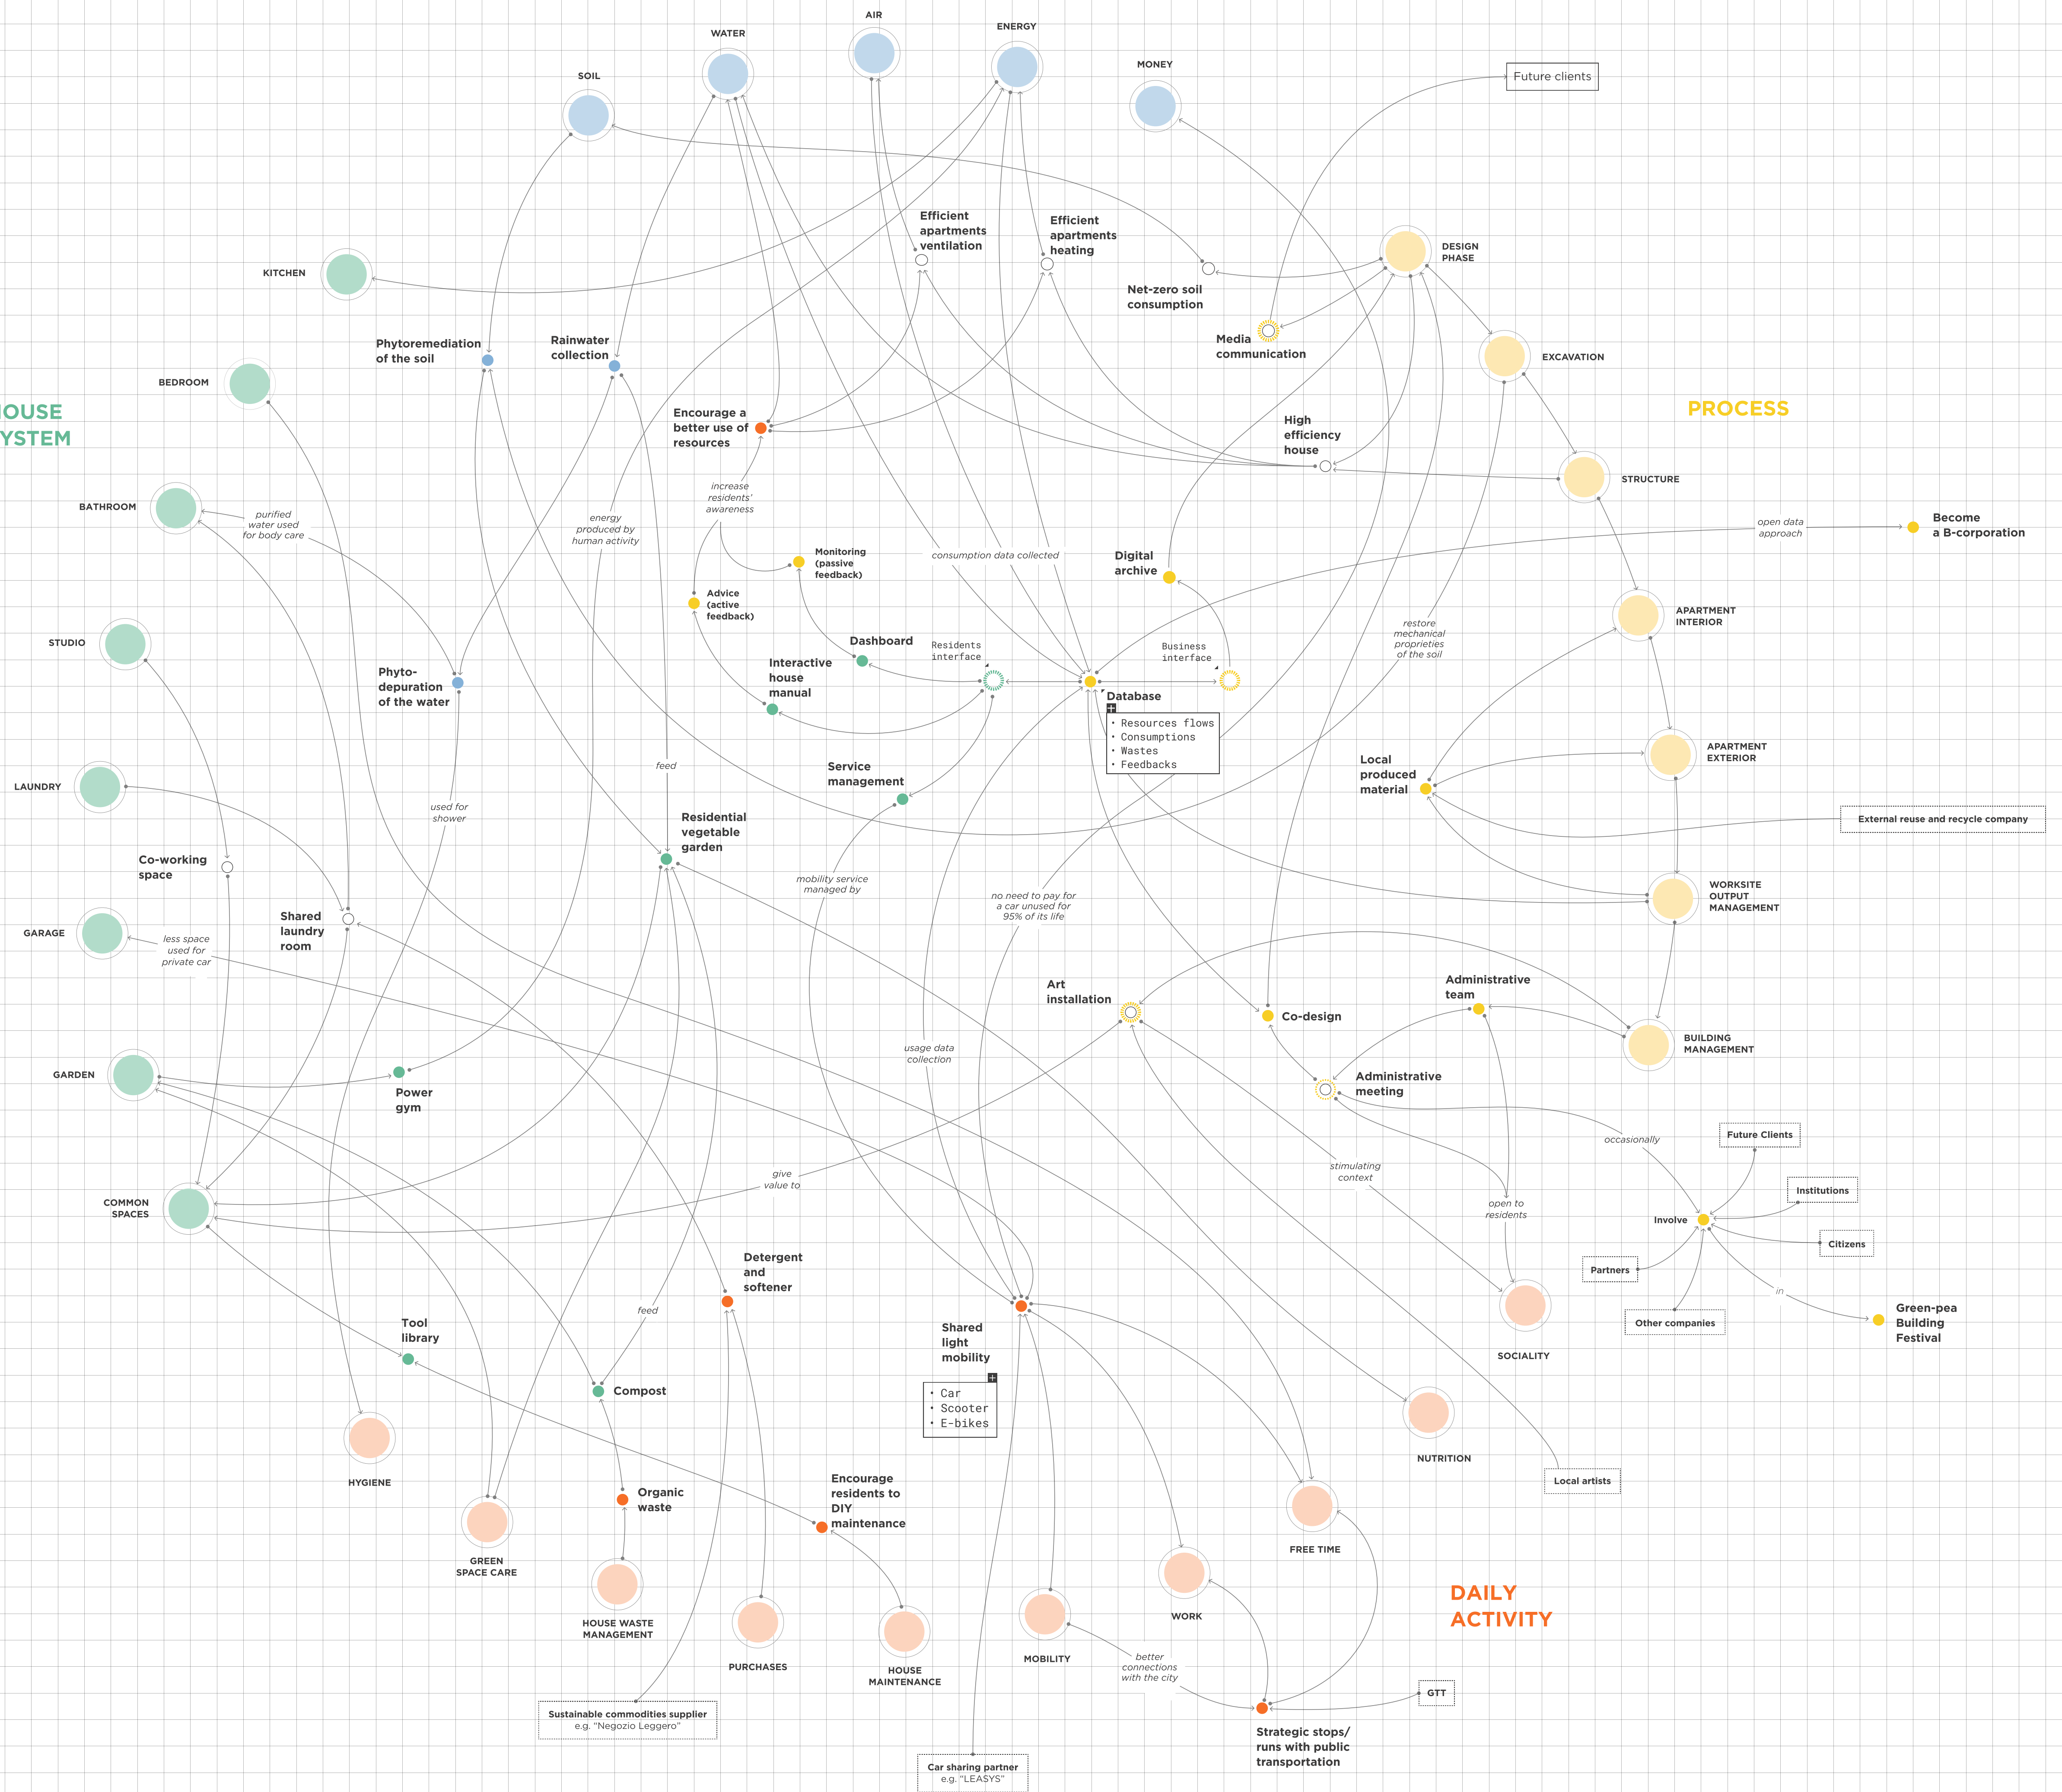 AIR
ENERGY
WATER
MONEY
SOIL
Future clients
Efficient
apartments
ventilation
Efficient
apartments
heating
DESIGN
PHASE
KITCHEN
Net-zero soil
consumption
Media
communication
Phytoremediation
of the soil
Rainwater
collection
EXCAVATION
BEDROOM
OUSE
YSTEM
PROCESS
Encourage a
better use of
resources
High
efficiency
house
STRUCTURE
increase
residents'
awareness
BATHROOM
purified
water used
for body care
energy
produced by
human activity
open data
approach
Become
a B-corporation
consumption data collected
Monitoring
(passive
feedback)
Digital
archive
Advice
(active
feedback)
APARTMENT
INTERIOR
restore
mechanical
proprieties
of the soil
STUDIO
Dashboard
Residents
interface
Business
interface
Interactive
house
manual
Phyto-
depuration
of the water
Database
• Resources flows
• Consumptions
• Wastes
• Feedbacks
APARTMENT
EXTERIOR
Local
produced
material
feed
Service
management
LAUNDRY
used for
shower
External reuse and recycle company
Residential
vegetable
garden
Co-working
space
mobility service
managed by
no need to pay for
a car unused for
95% of its life
WORKSITE
OUTPUT
MANAGEMENT
Shared
laundry
room
GARAGE
less space
used for
private car
Art
installation
Administrative
team
Co-design
BUILDING
MANAGEMENT
usage data
collection
GARDEN
Power
gym
Administrative
meeting
occasionally
Future Clients
give
value to
stimulating
context
Institutions
COMMON
SPACES
open to
residents
Involve
Citizens
Partners
Detergent
and
softener
in
Green-pea
Building
Festival
feed
Other companies
Tool
library
Shared
light
mobility
• Car
• Scooter
• E-bikes
SOCIALITY
Compost
NUTRITION
Local artists
HYGIENE
Organic
waste
Encourage
residents to
DIY
maintenance
FREE TIME
GREEN
SPACE CARE
DAILY
ACTIVITY
HOUSE WASTE
MANAGEMENT
WORK
PURCHASES
HOUSE
MAINTENANCE
MOBILITY
better
connections
with the city
GTT
Sustainable commodities supplier
e.g. "Negozio Leggero"
Strategic stops/
runs with public
transportation
Car sharing partner
e.g. "LEASYS"